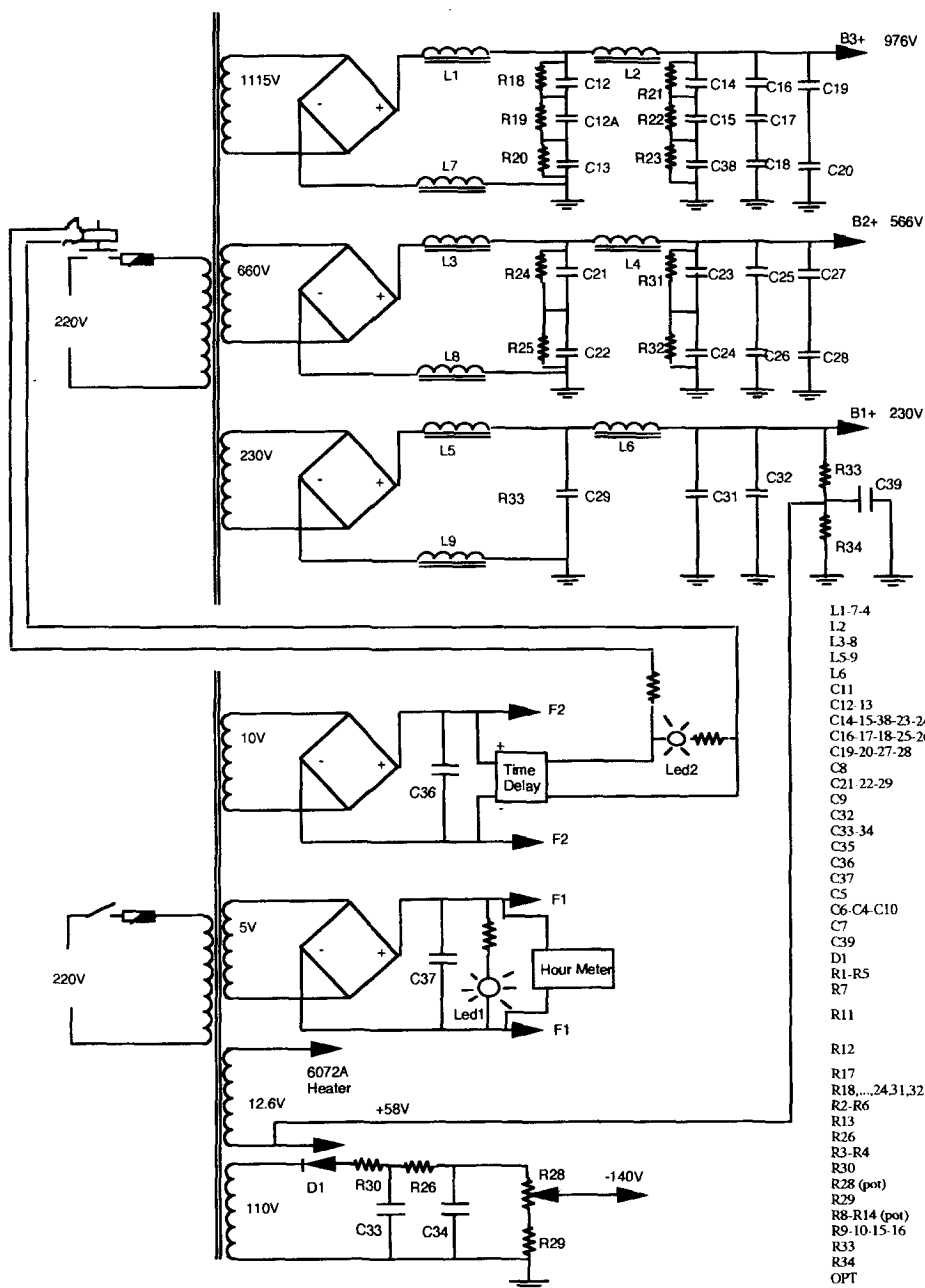 B3+ 976V
1115V
-
+
L1
L2
R18
C12
R21
C14
C16
C19
R19
C12A
R22
C15
C17
R20
C13
R23
C38
C18
C20
L7
B2+ 566V
660V
-
+
L3
L4
R24
C21
R31
C23
C25
C27
220V
R25
C22
R32
C24
C26
C28
L8
B1+ 230V
230V
-
+
L5
L6
R33
C29
C31
C32
R33
C39
R34
L9
10V
-
+
F2
C36
+
Time
Delay
-
Led2
F2
5V
-
+
F1
C37
Hour Meter
Led1
F1
220V
6072A
Heater
12.6V
+58V
110V
D1
R30
R26
R28
-140V
C33
C34
R29
L1-7-4
L2
L3-8
L5-9
L6
C11
C12-13
C14-15-38-23-24
C16-17-18-25-26
C19-20-27-28
C8
C21-22-29
C9
C32
C33-34
C35
C36
C37
C5
C6-C4-C10
C7
C39
D1
R1-R5
R7
R11
R12
R17
R18,...,24,31,32
R2-R6
R13
R26
R3-R4
R30
R28 (pot)
R29
R8-R14 (pot)
R9-10-15-16
R33
R34
OPT